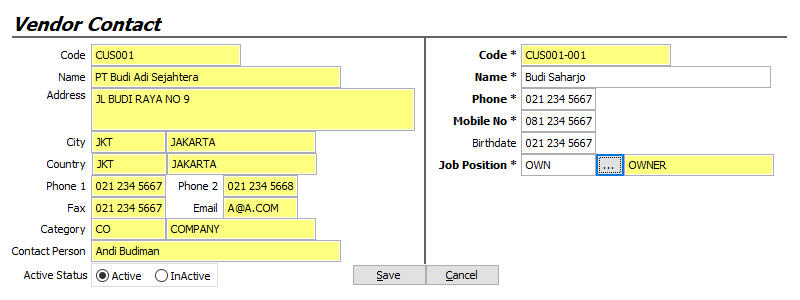 Vendor Contact
Code CUS001
Name PT Budi Adi Sejahtera
Address JL BUDI RAYA NO 9
City JKT JAKARTA
Country JKT JAKARTA
Phone 1 021 234 5667 Phone 2 021 234 5668
Fax 021 234 5667 Email A@A.COM
Category CO COMPANY
Contact Person Andi Budiman
Active Status Active InActive
Code * CUS001-001
Name * Budi Saharjo
Phone * 021 234 5667
Mobile No * 081 234 5667
Birthdate 021 234 5667
Job Position * OWN ... OWNER
Save Cancel